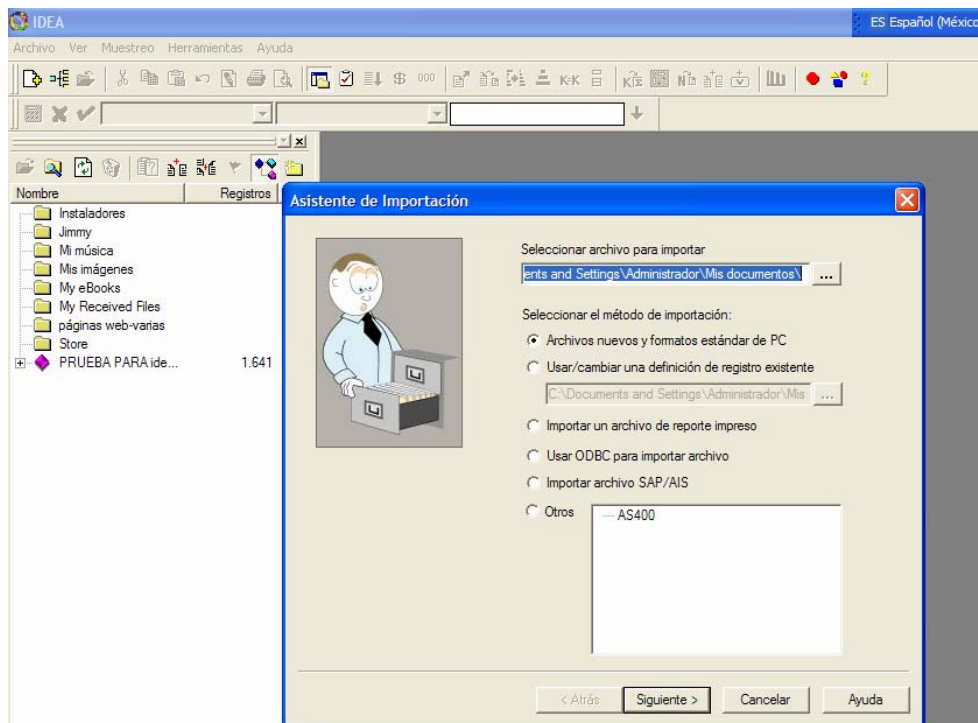 IDEA
ES Español (México
Archivo Ver Muestreo Herramientas Ayuda
Nombre Registros
Instaladores
Jimmy
Mi música
Mis imágenes
My eBooks
My Received Files
páginas web-varias
Store
PRUEBA PARA ide... 1.641
Asistente de Importación
Seleccionar archivo para importar
ents and Settings\Administrador\Mis documentos\ ...
Seleccionar el método de importación:
Archivos nuevos y formatos estándar de PC
Usar/cambiar una definición de registro existente
C:\Documents and Settings\Administrador\Mis ...
Importar un archivo de reporte impreso
Usar ODBC para importar archivo
Importar archivo SAP/AIS
Otros
AS400
< Atrás Siguiente > Cancelar Ayuda